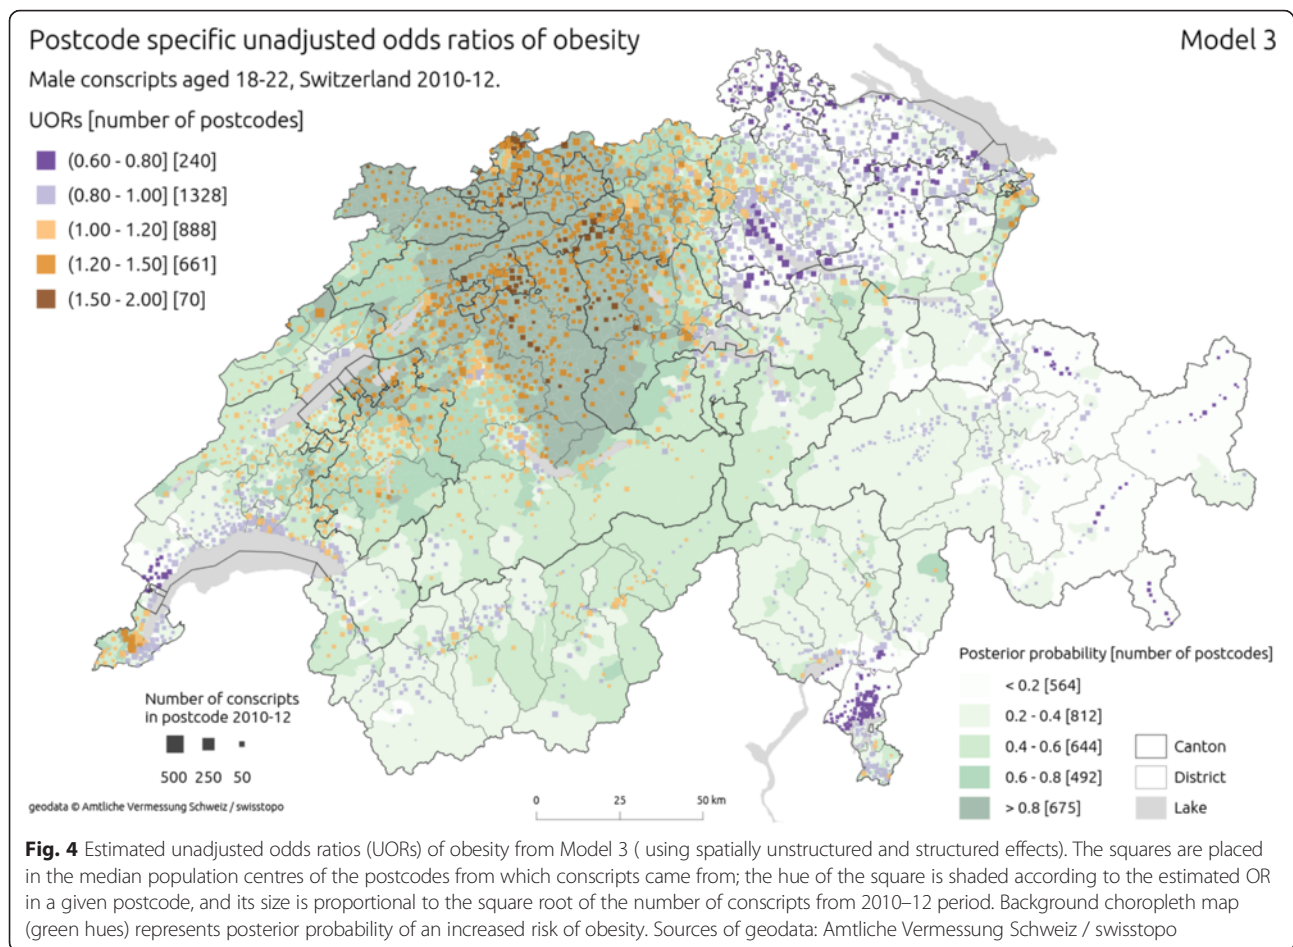 Postcode specific unadjusted odds ratios of obesity
Model 3
Male conscripts aged 18-22, Switzerland 2010-12.
UORs [number of postcodes]
(0.60 - 0.80] [240]
(0.80 - 1.00] [1328]
(1.00 - 1.20] [888]
(1.20 - 1.50] [661]
(1.50 - 2.00] [70]
Number of conscripts
in postcode 2010-12
500 250 50
geodata © Amtliche Vermessung Schweiz / swisstopo
0 25 50 km
Posterior probability [number of postcodes]
< 0.2 [564]
0.2 - 0.4 [812]
0.4 - 0.6 [644]
0.6 - 0.8 [492]
> 0.8 [675]
Canton
District
Lake
Fig. 4 Estimated unadjusted odds ratios (UORs) of obesity from Model 3 ( using spatially unstructured and structured effects). The squares are placed
in the median population centres of the postcodes from which conscripts came from; the hue of the square is shaded according to the estimated OR
in a given postcode, and its size is proportional to the square root of the number of conscripts from 2010–12 period. Background choropleth map
(green hues) represents posterior probability of an increased risk of obesity. Sources of geodata: Amtliche Vermessung Schweiz / swisstopo